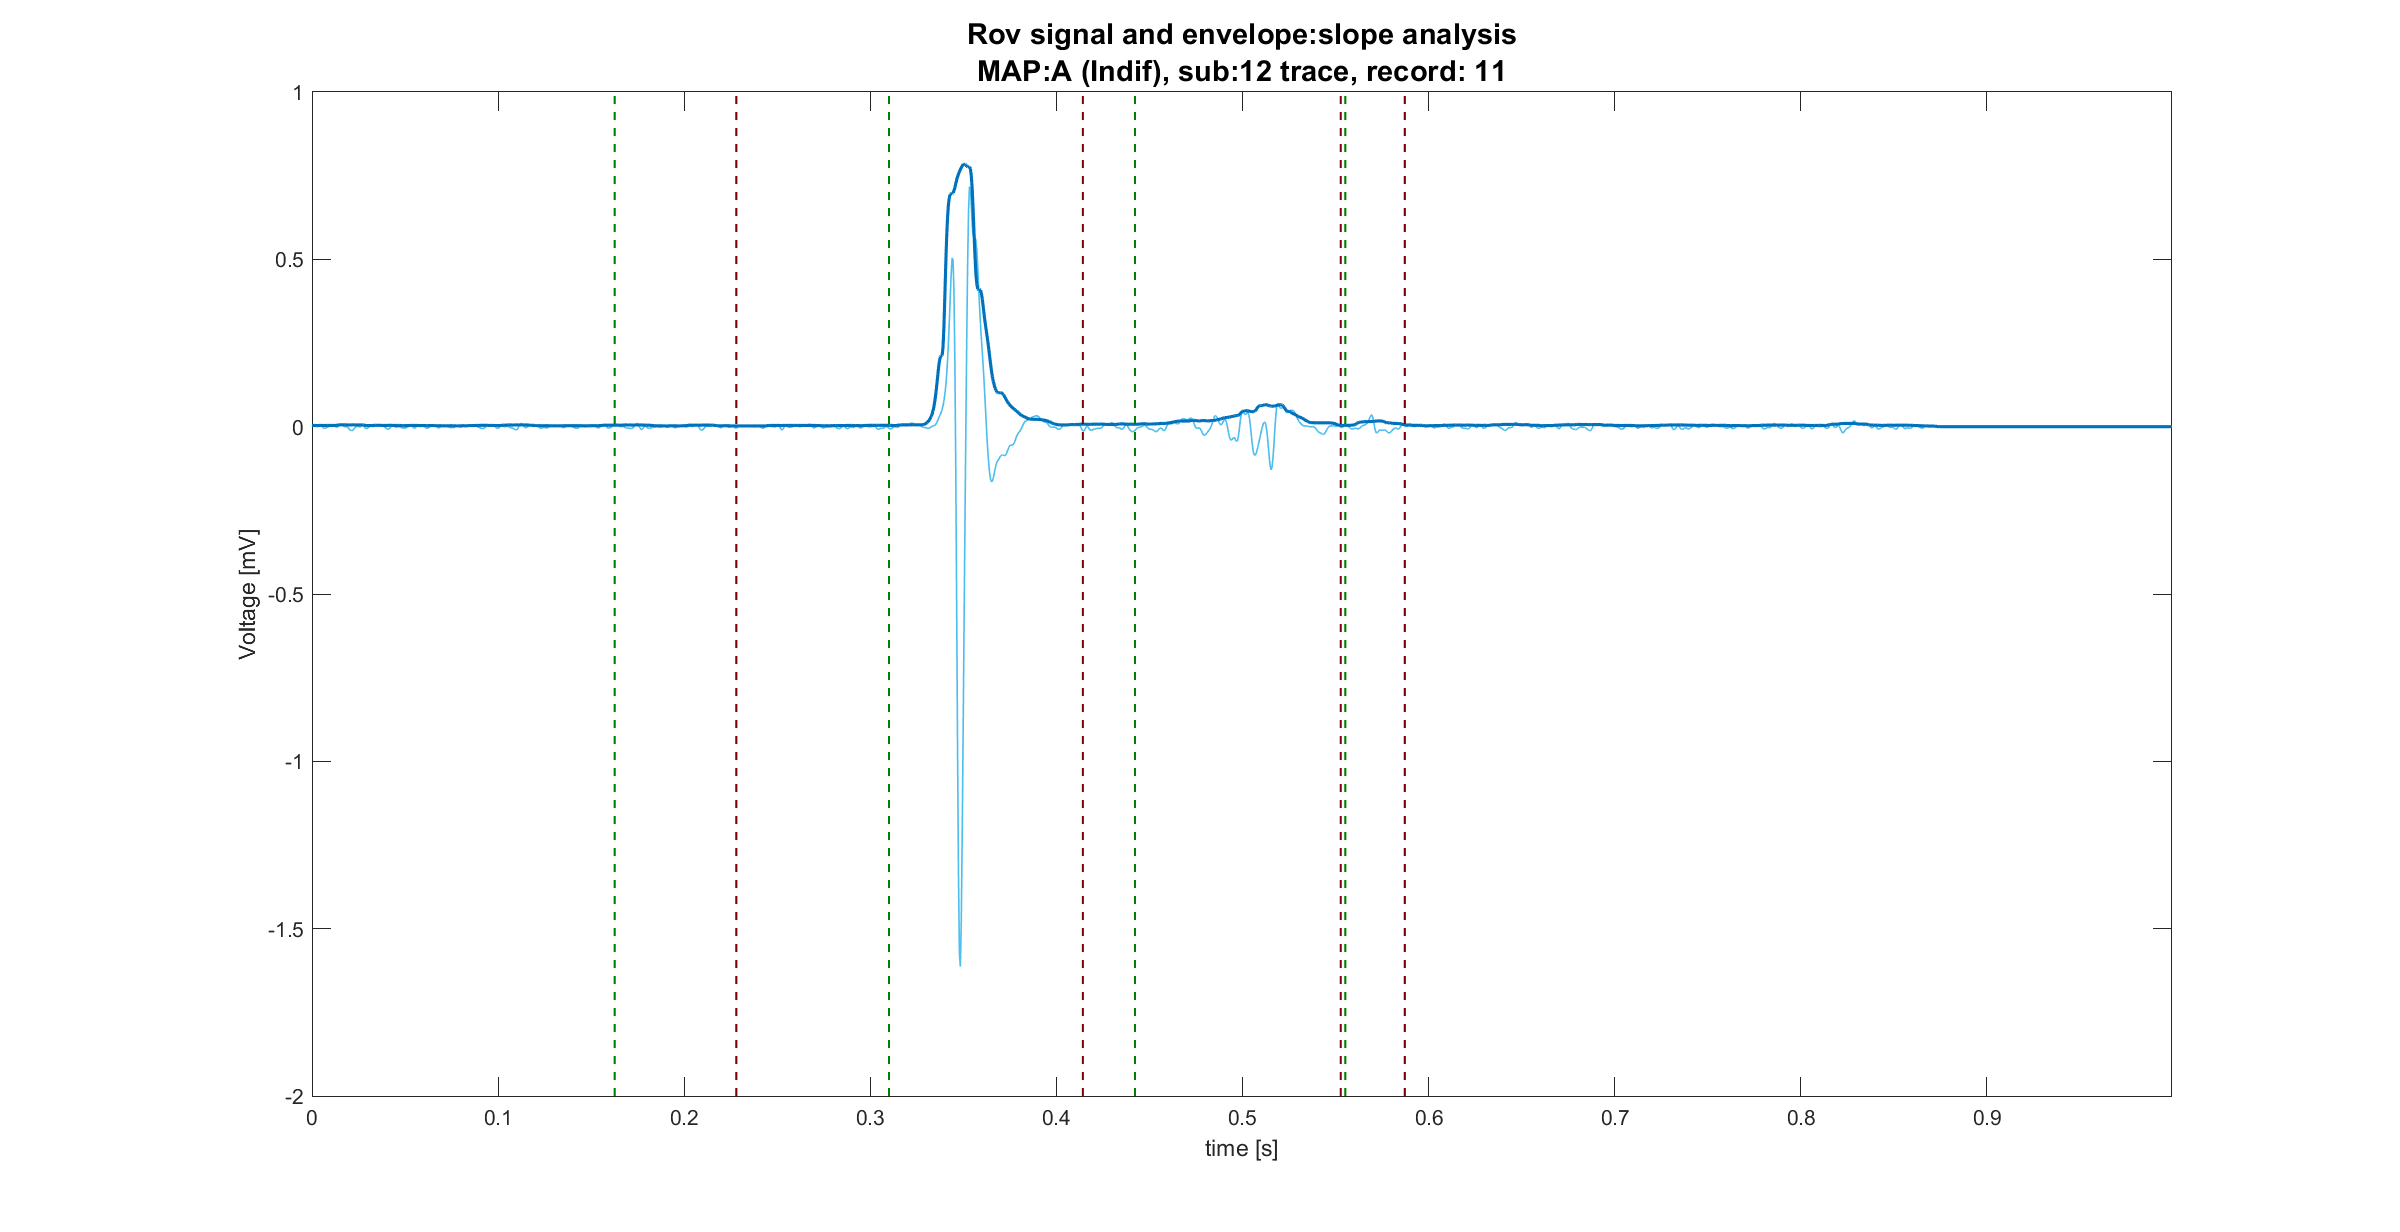 Rov signal and envelope:slope analysis
MAP:A (Indif), sub:12 trace, record: 11
1
0.5
0
-0.5
-1
-1.5
-2
Voltage [mV]
0 0.1 0.2 0.3 0.4 0.5 0.6 0.7 0.8 0.9
time [s]